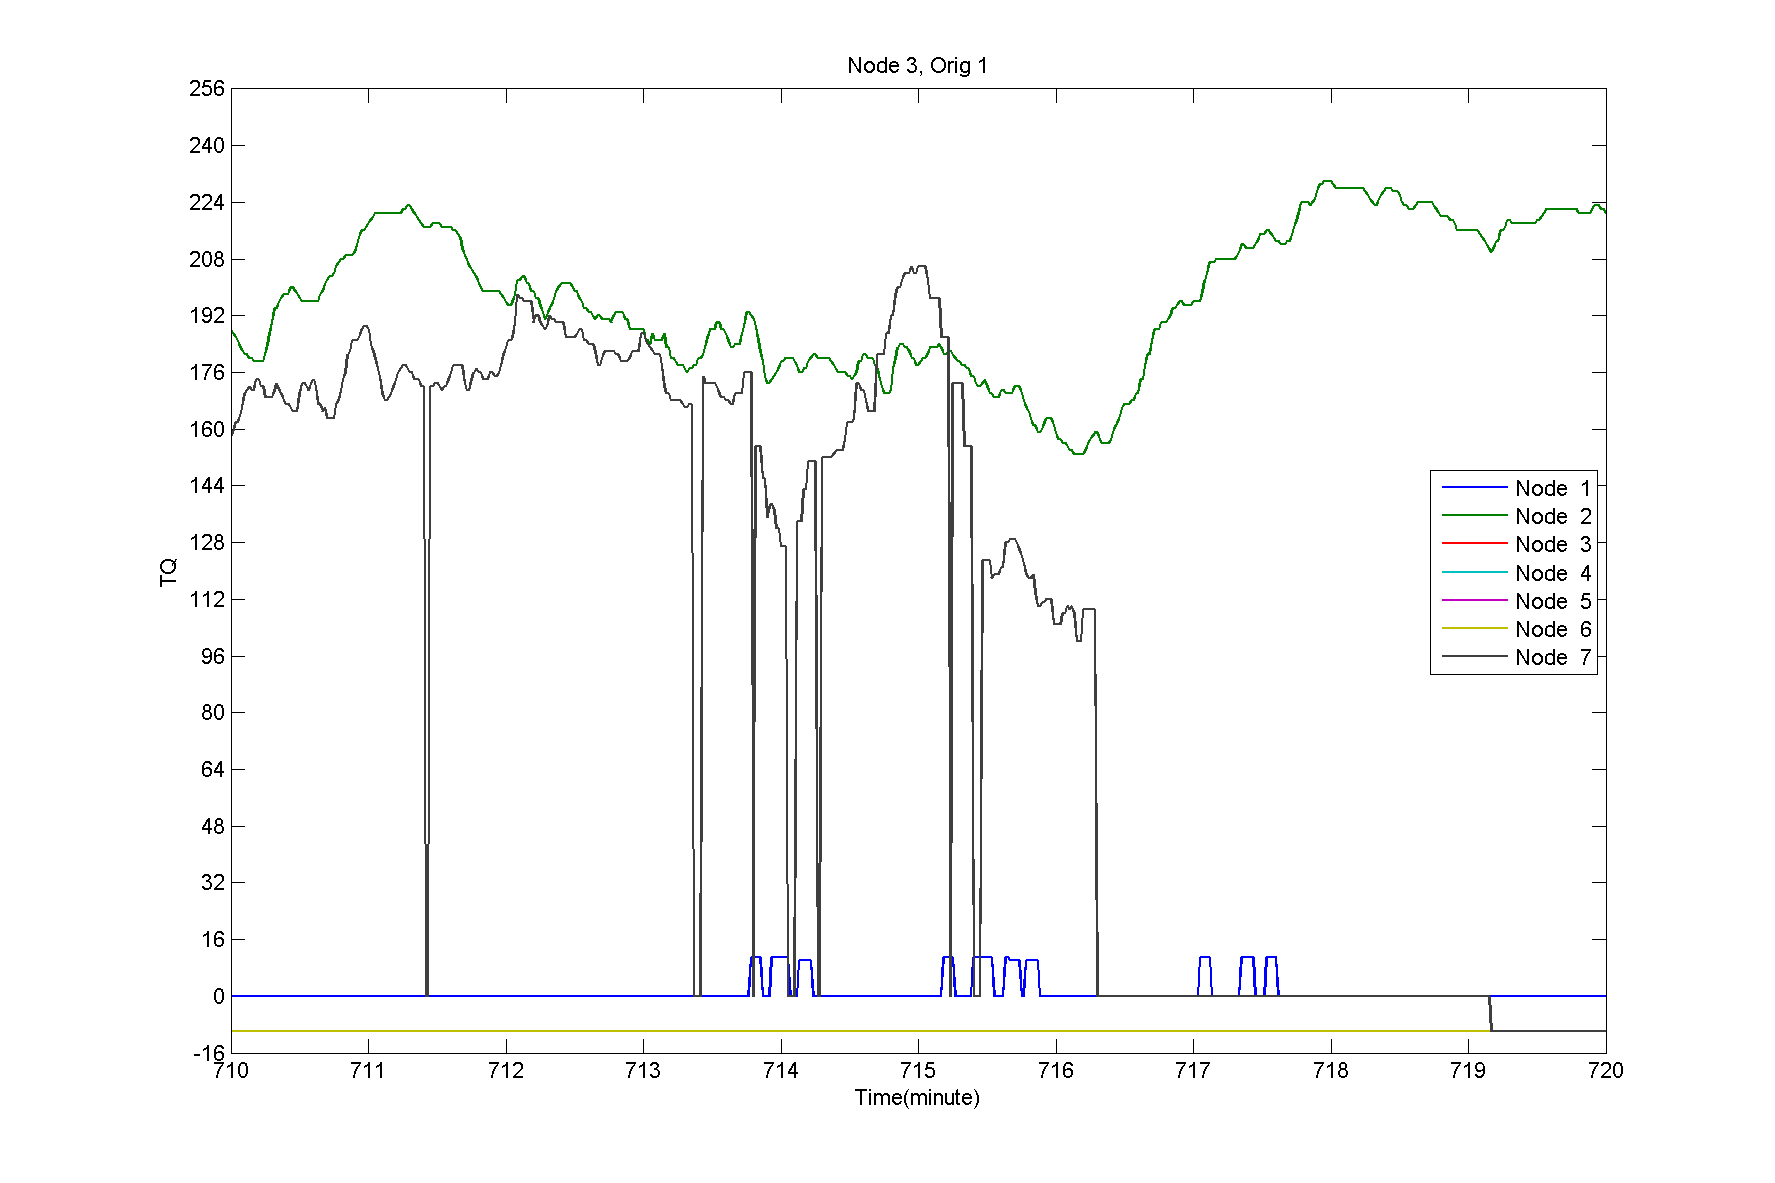 Node 3, Orig 1
256
240
224
208
192
176
160
144
128
112
96
80
64
48
32
16
0
-16
TQ
Node 1
Node 2
Node 3
Node 4
Node 5
Node 6
Node 7
710 711 712 713 714 715 716 717 718 719 720
Time(minute)